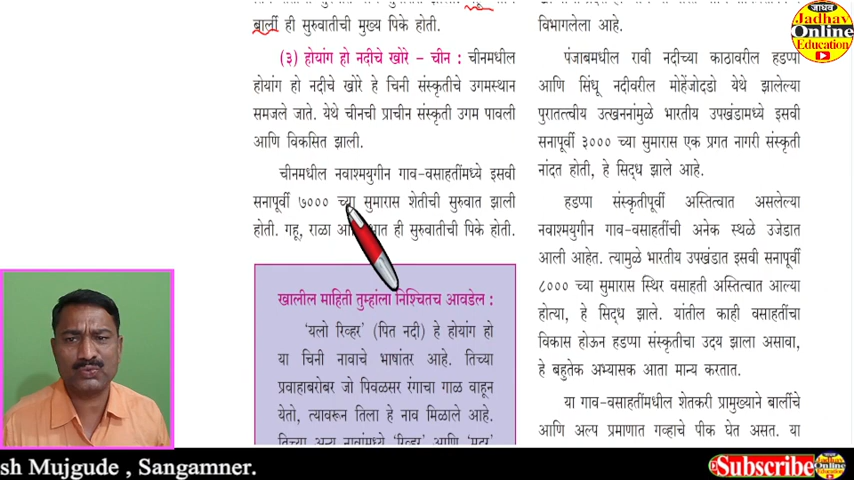 बार्ली ही सुरुवातीची मुख्य पिके होती.
(३) होयांग हो नदीचे खोरे – चीन : चीनमधील
होयांग हो नदीचे खोरे हे चिनी संस्कृतीचे उगमस्थान
समजले जाते. येथे चीनची प्राचीन संस्कृती उगम पावली
आणि विकसित झाली.
चीनमधील नवाश्मयुगीन गाव-वसाहतींमध्ये इसवी
सनापूर्वी ७००० च्या सुमारास शेतीची सुरुवात झाली
होती. गहू, राळा ही सुरुवातीची पिके होती.
खालील माहिती तुम्हांला निश्चितच आवडेल :
‘यलो रिव्हर’ (पित नदी) हे होयांग हो
या चिनी नावाचे भाषांतर आहे. तिच्या
प्रवाहाबरोबर जो पिवळसर रंगाचा गाळ वाहून
येतो, त्यावरून तिला हे नाव मिळाले आहे.
तिच्या अन्य नावांमध्ये ‘रिव्हर’ आणि
विभागलेला आहे.
पंजाबमधील रावी नदीच्या काठावरील हडप्पा
आणि सिंधू नदीवरील मोहेंजोदडो येथे झालेल्या
पुरातत्त्वीय उत्खननांमुळे भारतीय उपखंडामध्ये इसवी
सनापूर्वी ३००० च्या सुमारास एक प्रगत नागरी संस्कृती
नांदत होती, हे सिद्ध झाले आहे.
हडप्पा संस्कृतीपूर्वी अस्तित्वात असलेल्या
नवाश्मयुगीन गाव-वसाहतींची अनेक स्थळे उजेडात
आली आहेत. त्यामुळे भारतीय उपखंडात इसवी सनापूर्वी
८००० च्या सुमारास स्थिर वसाहती अस्तित्वात आल्या
होत्या, हे सिद्ध झाले. यांतील काही वसाहतींचा
विकास होऊन हडप्पा संस्कृतीचा उदय झाला असावा,
हे बहुतेक अभ्यासक आता मान्य करतात.
या गाव-वसाहतींमधील शेतकरी प्रामुख्याने बार्लीचे
आणि अल्प प्रमाणात गव्हाचे पीक घेत असत. या
जाधव
Jadhav
Online
Education
sh Mujgude , Sangamner.
Subscribe